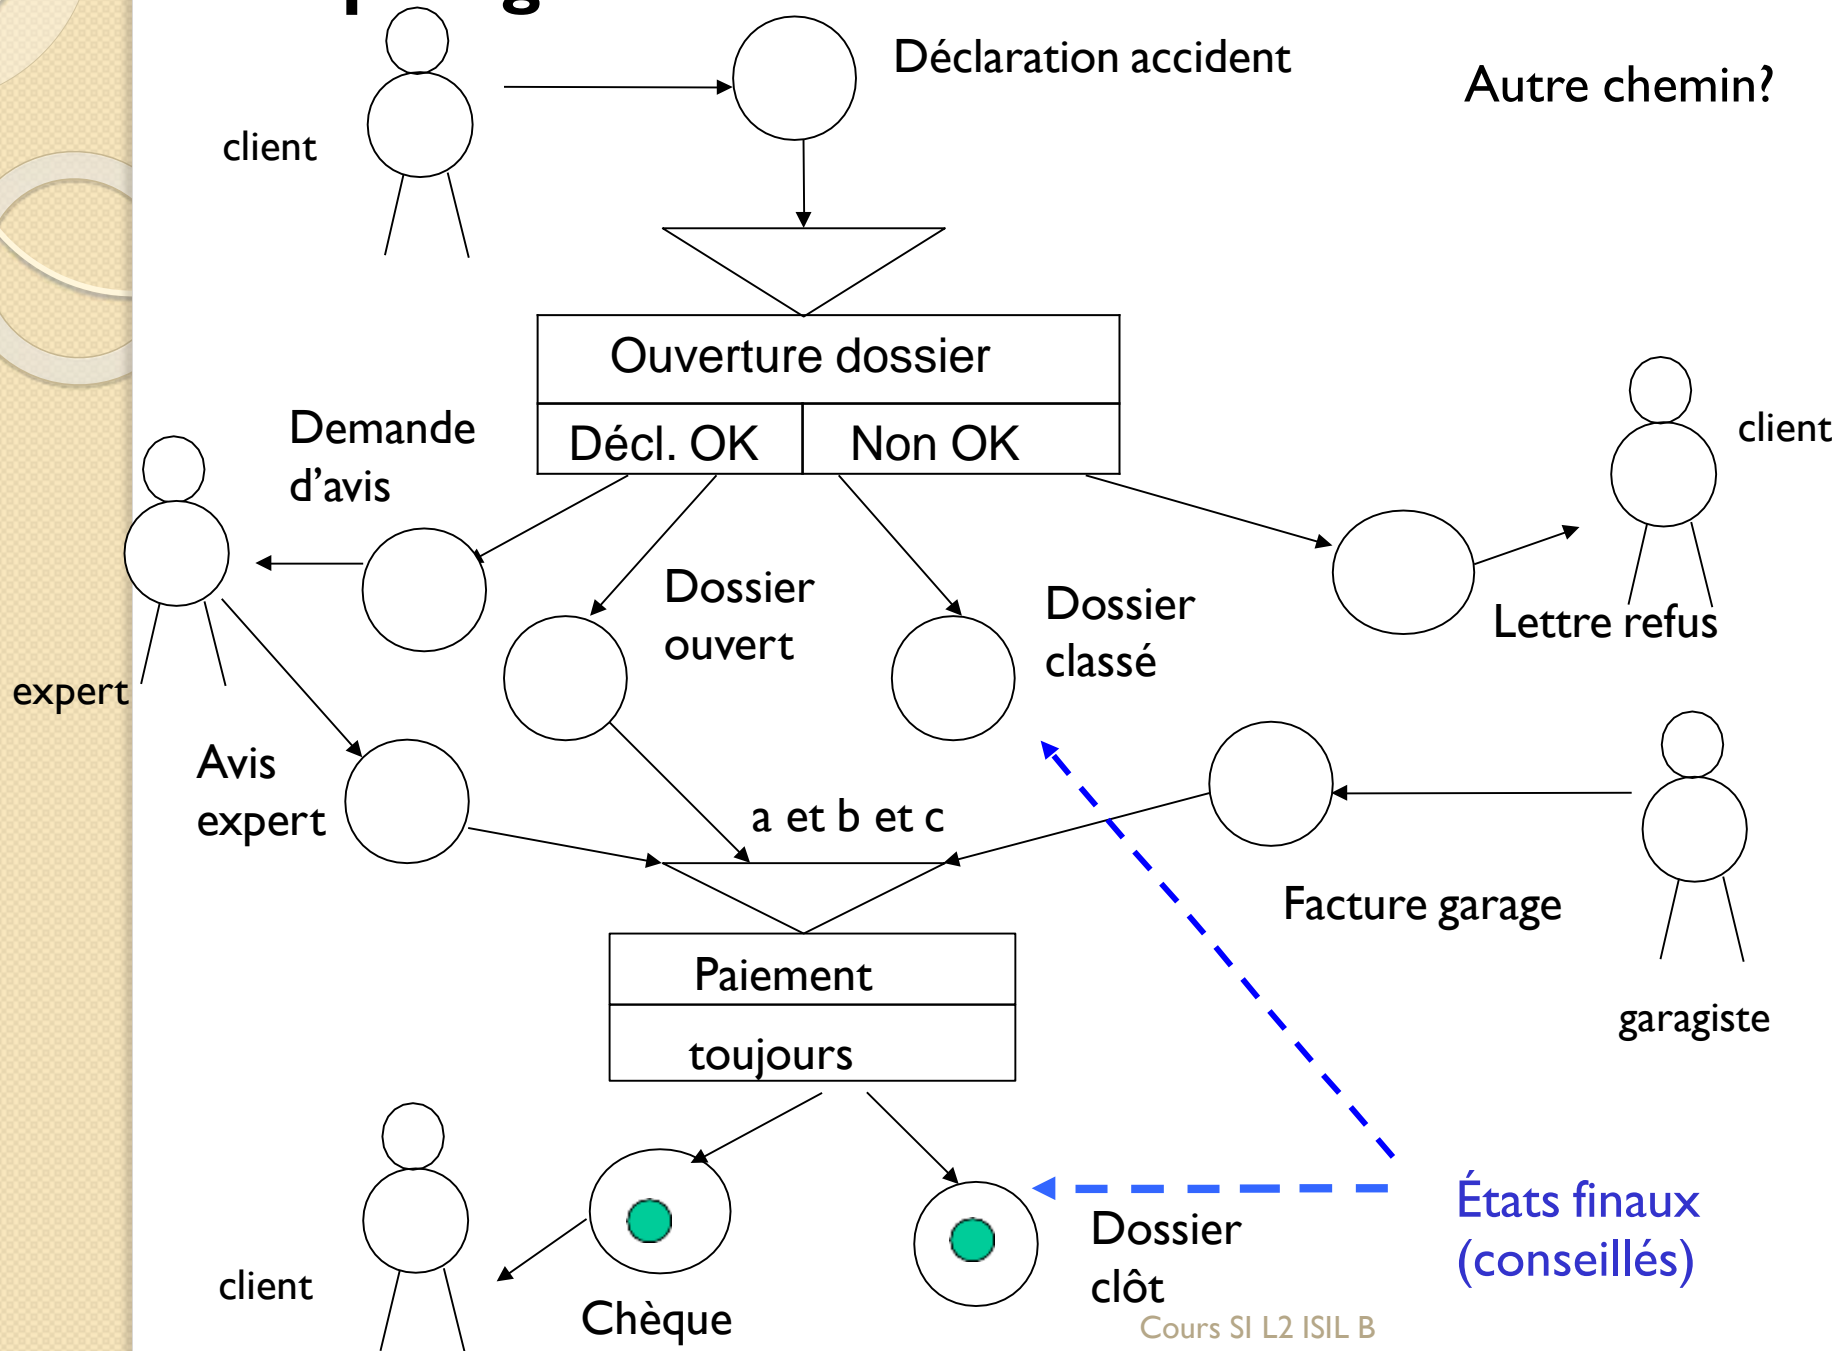 Déclaration accident
Autre chemin?
client
Ouverture dossier
Décl. OK
Non OK
Demande
d'avis
client
Dossier
ouvert
Dossier
classé
Lettre refus
expert
Avis
expert
a et b et c
Facture garage
Paiement
toujours
garagiste
États finaux
(conseillés)
Dossier
clôt
client
Chèque
Cours SI L2 ISIL B